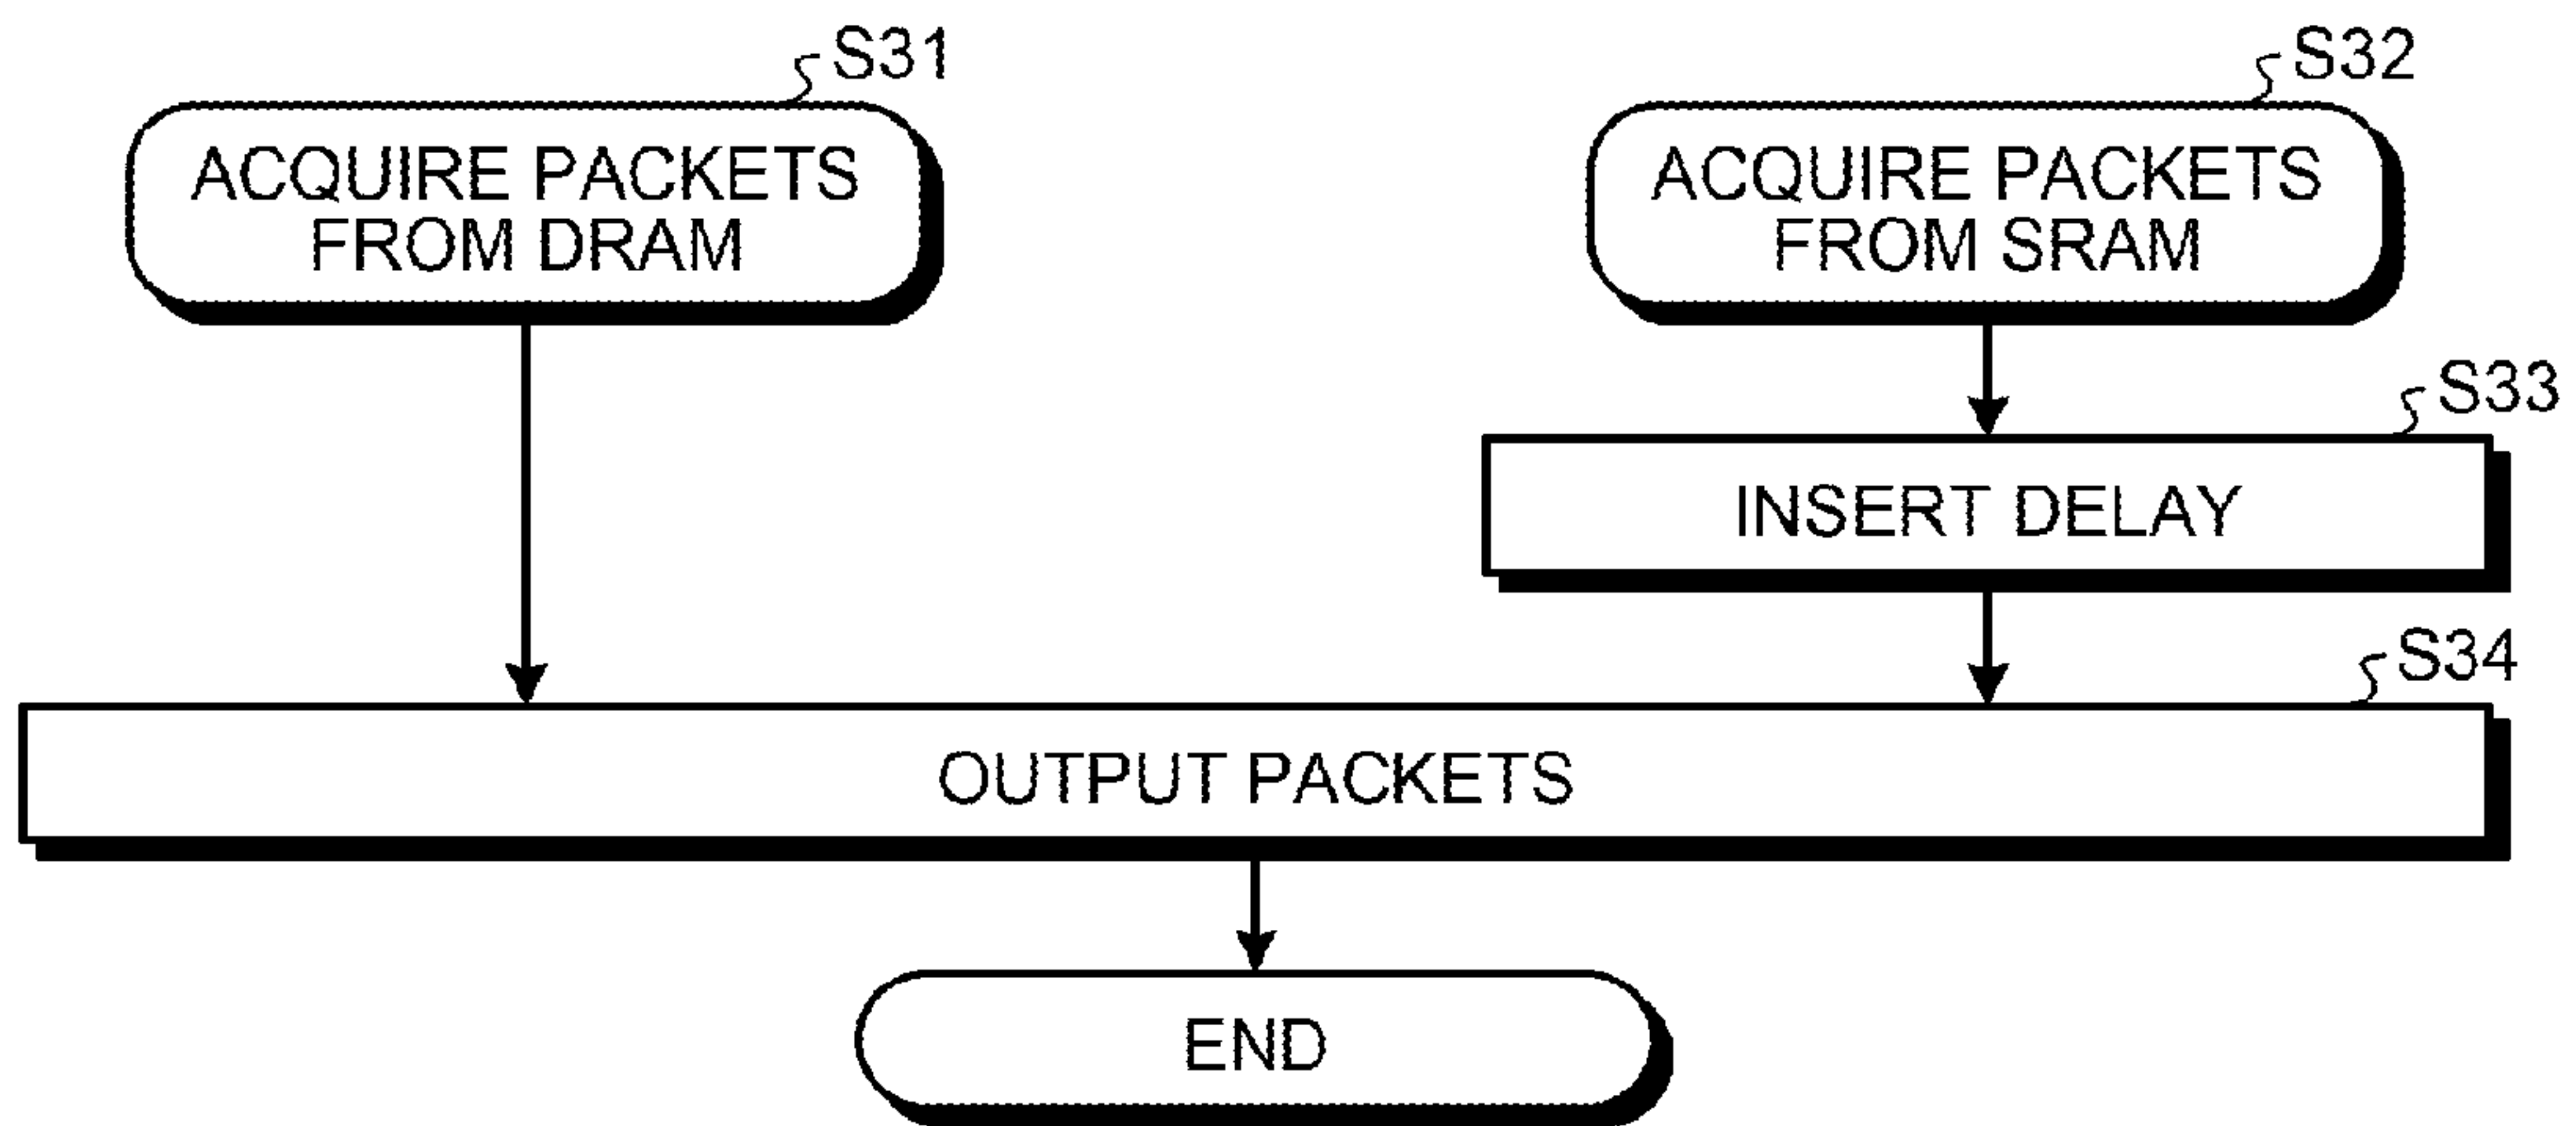 S31
ACQUIRE PACKETS
FROM DRAM
S32
ACQUIRE PACKETS
FROM SRAM
S33
INSERT DELAY
S34
OUTPUT PACKETS
END